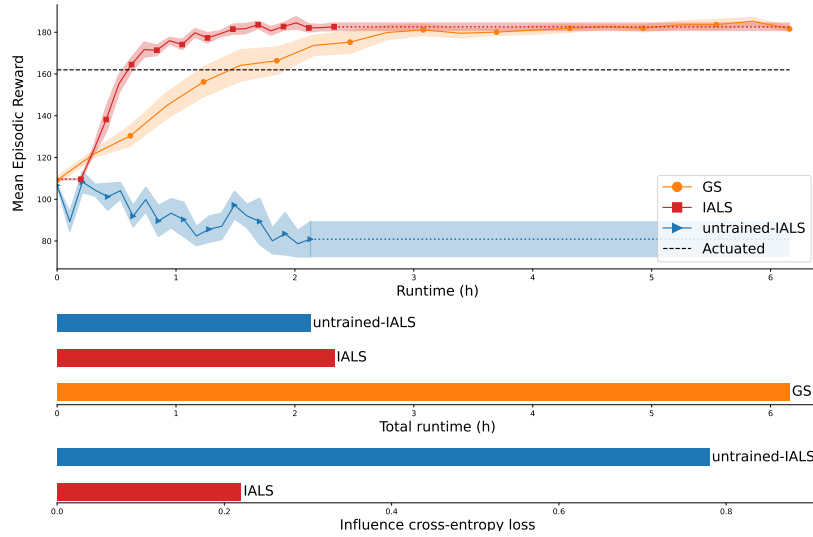 180
160
140
120
100
80
Mean Episodic Reward
GS
IALS
untrained-IALS
Actuated
0 1 2 3 4 5 6
Runtime (h)
untrained-IALS
IALS
GS
0 1 2 3 4 5 6
Total runtime (h)
untrained-IALS
IALS
0.0 0.2 0.4 0.6 0.8
Influence cross-entropy loss